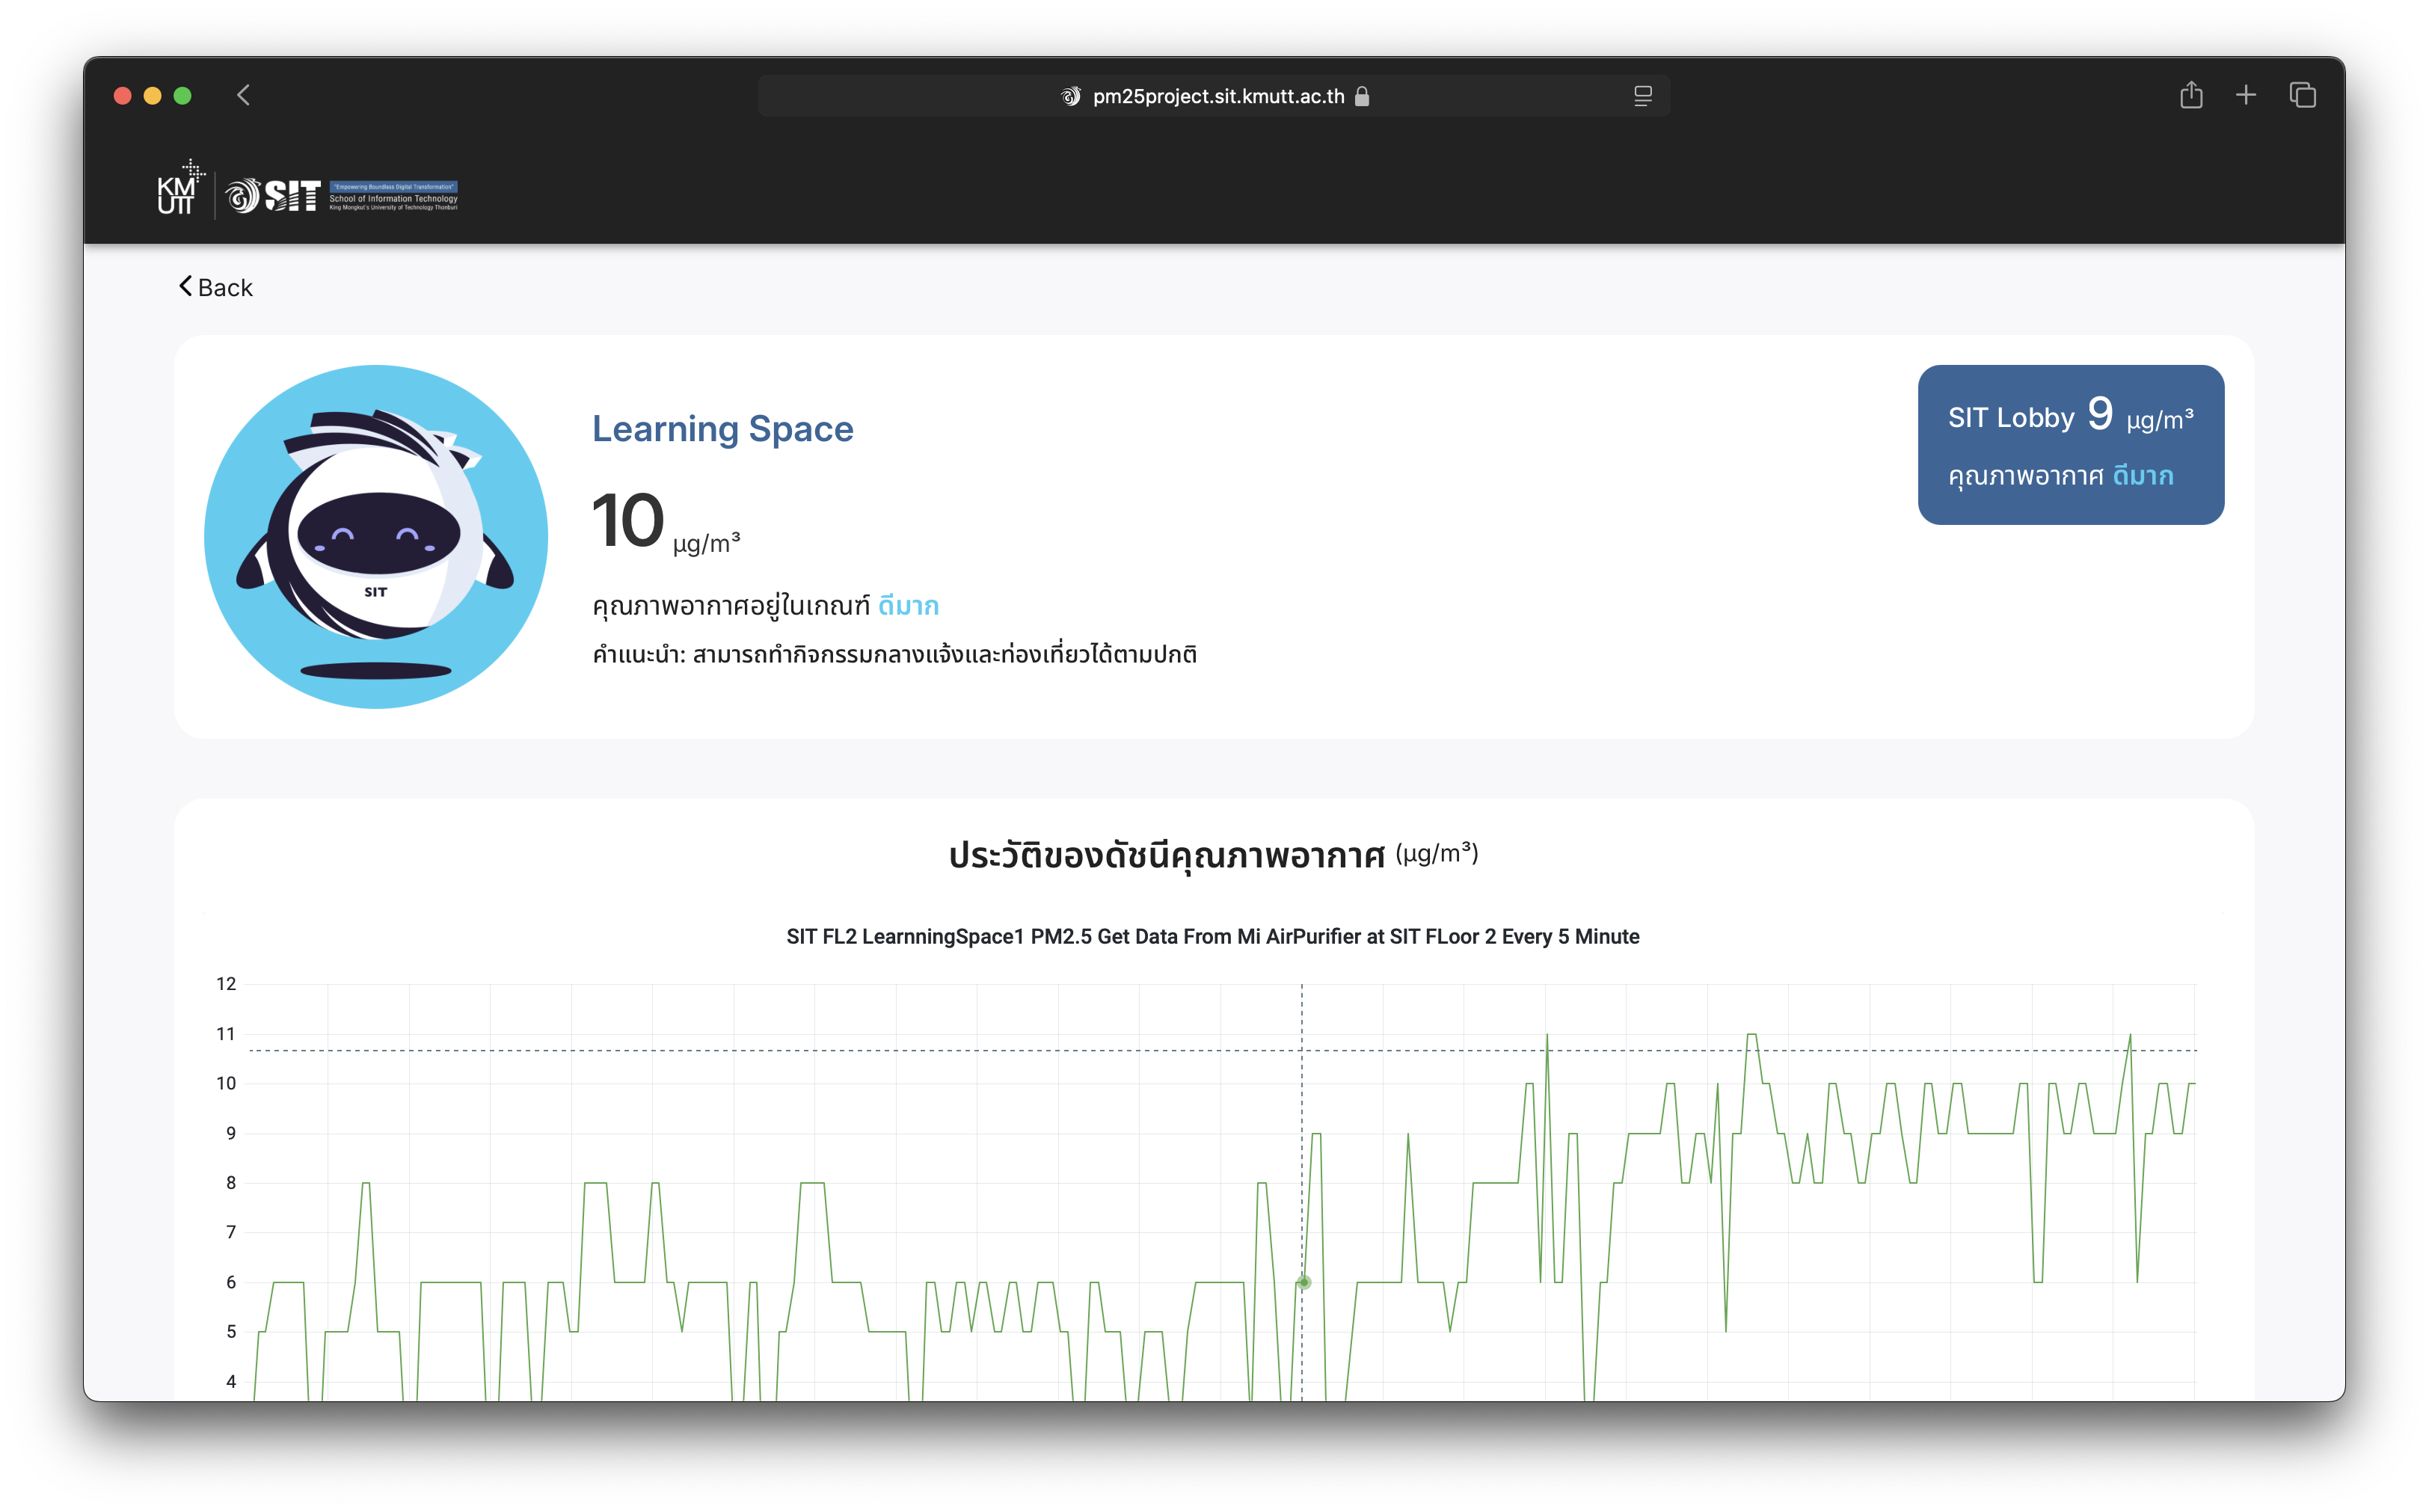 pm25project.sit.kmutt.ac.th
KM
UTT
SIT
"Empowering Boundless Digital Transformation"
School of Information Technology
King Mongkut's University of Technology Thonburi
Back
SIT
Learning Space
10 µg/m³
คุณภาพอากาศอยู่ในเกณฑ์ ดีมาก
คำแนะนำ: สามารถทำกิจกรรมกลางแจ้งและท่องเที่ยวได้ตามปกติ
SIT Lobby 9 µg/m³
คุณภาพอากาศ ดีมาก
ประวัติของดัชนีคุณภาพอากาศ (µg/m³)
SIT FL2 LearnningSpace1 PM2.5 Get Data From Mi AirPurifier at SIT FLoor 2 Every 5 Minute
12
11
10
9
8
7
6
5
4